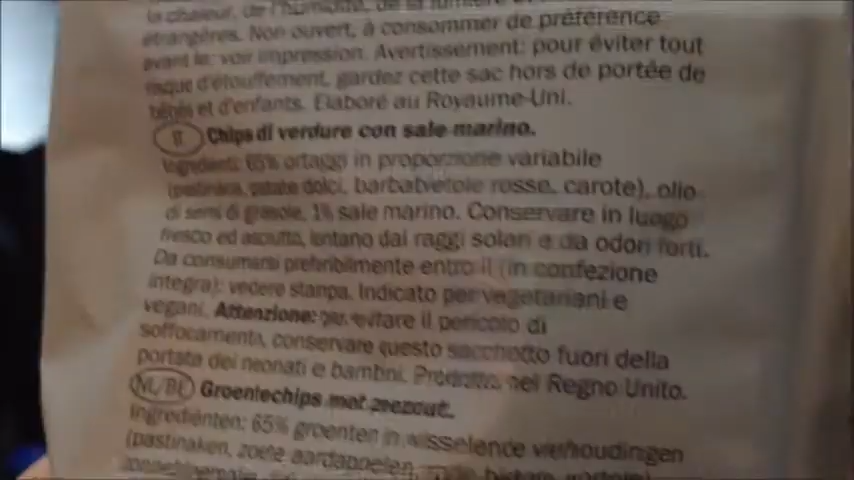 la chaleur, de l'humidité, de la lumière et
étrangères. Non ouvert, à consommer de préférence
avant le: voir impression. Avertissement: pour éviter tout
risque d'étouffement, gardez cette sac hors de portée de
bébés et d'enfants. Elaboré au Royaume-Uni.
IT Chips di verdure con sale marino.
Ingredienti: 65% ortaggi in proporzione variabile
(pastinaca, patate dolci, barbabietole rosse, carote), olio
di semi di girasole, 1% sale marino. Conservare in luogo
fresco ed asciutto, lontano dai raggi solari e da odori forti.
Da consumarsi preferibilmente entro il (in confezione
integra): vedere stampa. Indicato per vegetariani e
vegani. Attenzione: per evitare il pericolo di
soffocamento, conservare questo sacchetto fuori della
portata dei neonati e bambini. Prodotto nel Regno Unito.
NL/BE Groentechips met zeezout.
Ingrediënten: 65% groenten in wisselende verhoudingen
(pastinaken, zoete aardappelen, wortelen),